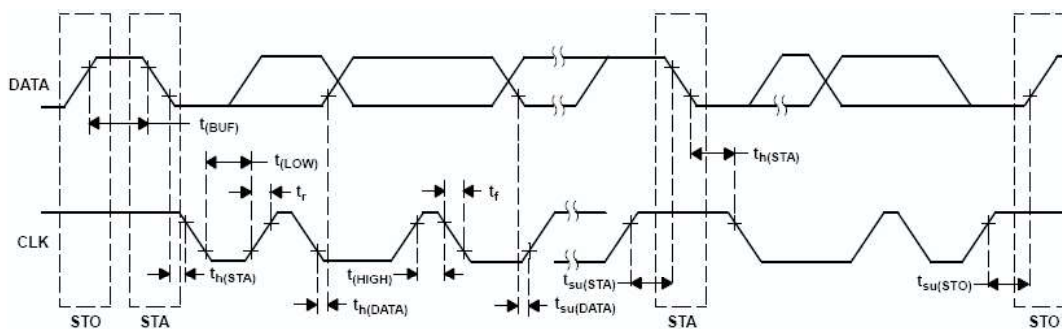 DATA
t(BUF)
t(LOW)
tr
tf
th(STA)
CLK
th(STA)
t(HIGH)
th(DATA)
tsu(STA)
tsu(DATA)
tsu(STO)
STO STA STA STO